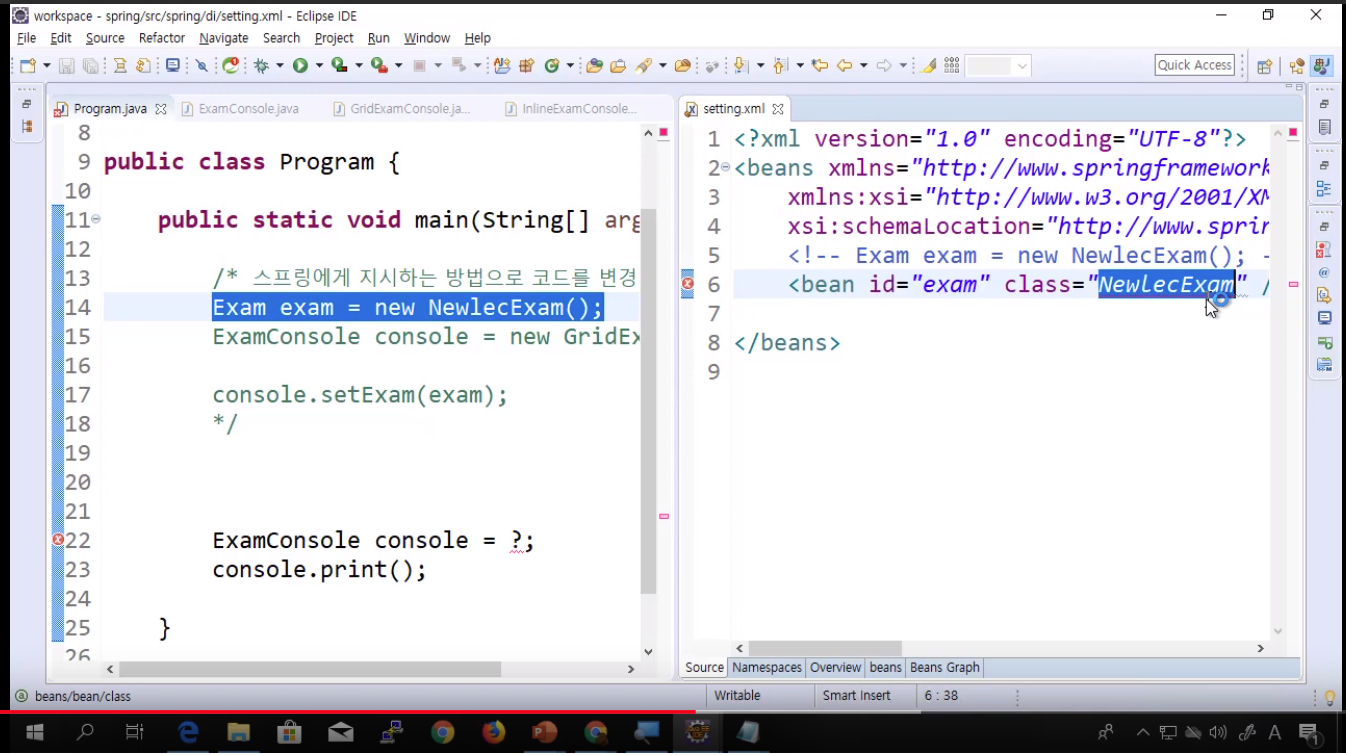 workspace - spring/src/spring/di/setting.xml - Eclipse IDE
File Edit Source Refactor Navigate Search Project Run Window Help
Quick Access
Program.java ExamConsole.java GridExamConsole.ja... InlineExamConsole...
8
9 public class Program {
10
11 public static void main(String[] arg
12
13 /* 스프링에게 지시하는 방법으로 코드를 변경
14 Exam exam = new NewlecExam();
15 ExamConsole console = new GridEx
16
17 console.setExam(exam);
18 */
19
20
21
22 ExamConsole console = ?;
23 console.print();
24
25 }
26
setting.xml
1 <?xml version="1.0" encoding="UTF-8"?>
2 <beans xmlns="http://www.springframework
3 xmlns:xsi="http://www.w3.org/2001/XM
4 xsi:schemaLocation="http://www.sprin
5 <!-- Exam exam = new NewlecExam(); -
6 <bean id="exam" class="NewlecExam" /
7
8 </beans>
9
Source Namespaces Overview beans Beans Graph
beans/bean/class Writable Smart Insert 6 : 38
A 1